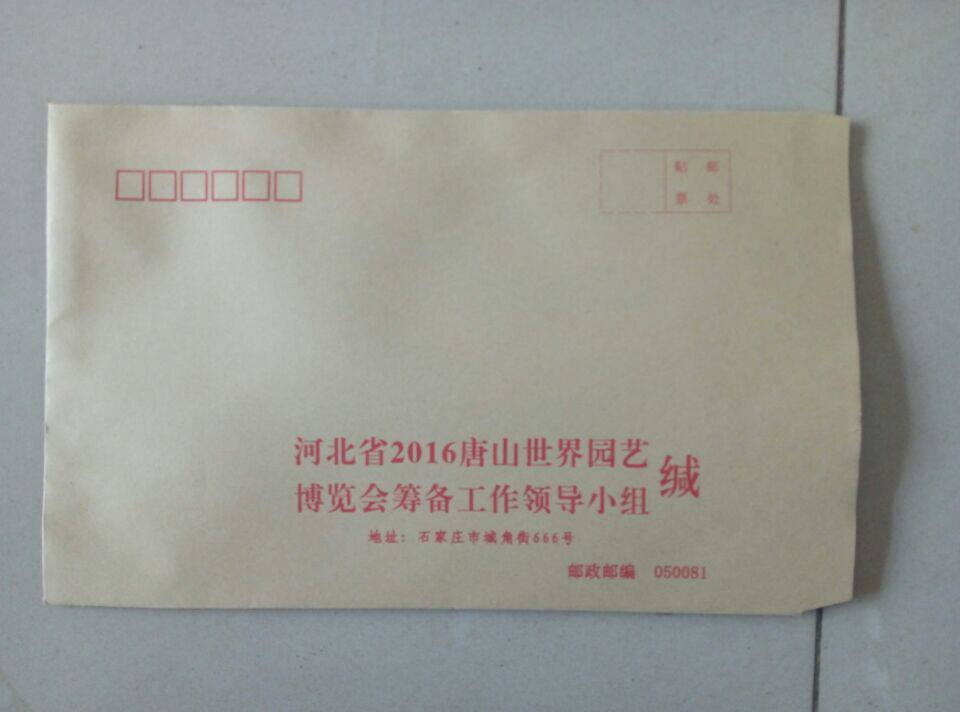 贴 邮
票 处
河北省2016唐山世界园艺
博览会筹备工作领导小组
缄
地址：石家庄市城角街666号
邮政邮编 050081